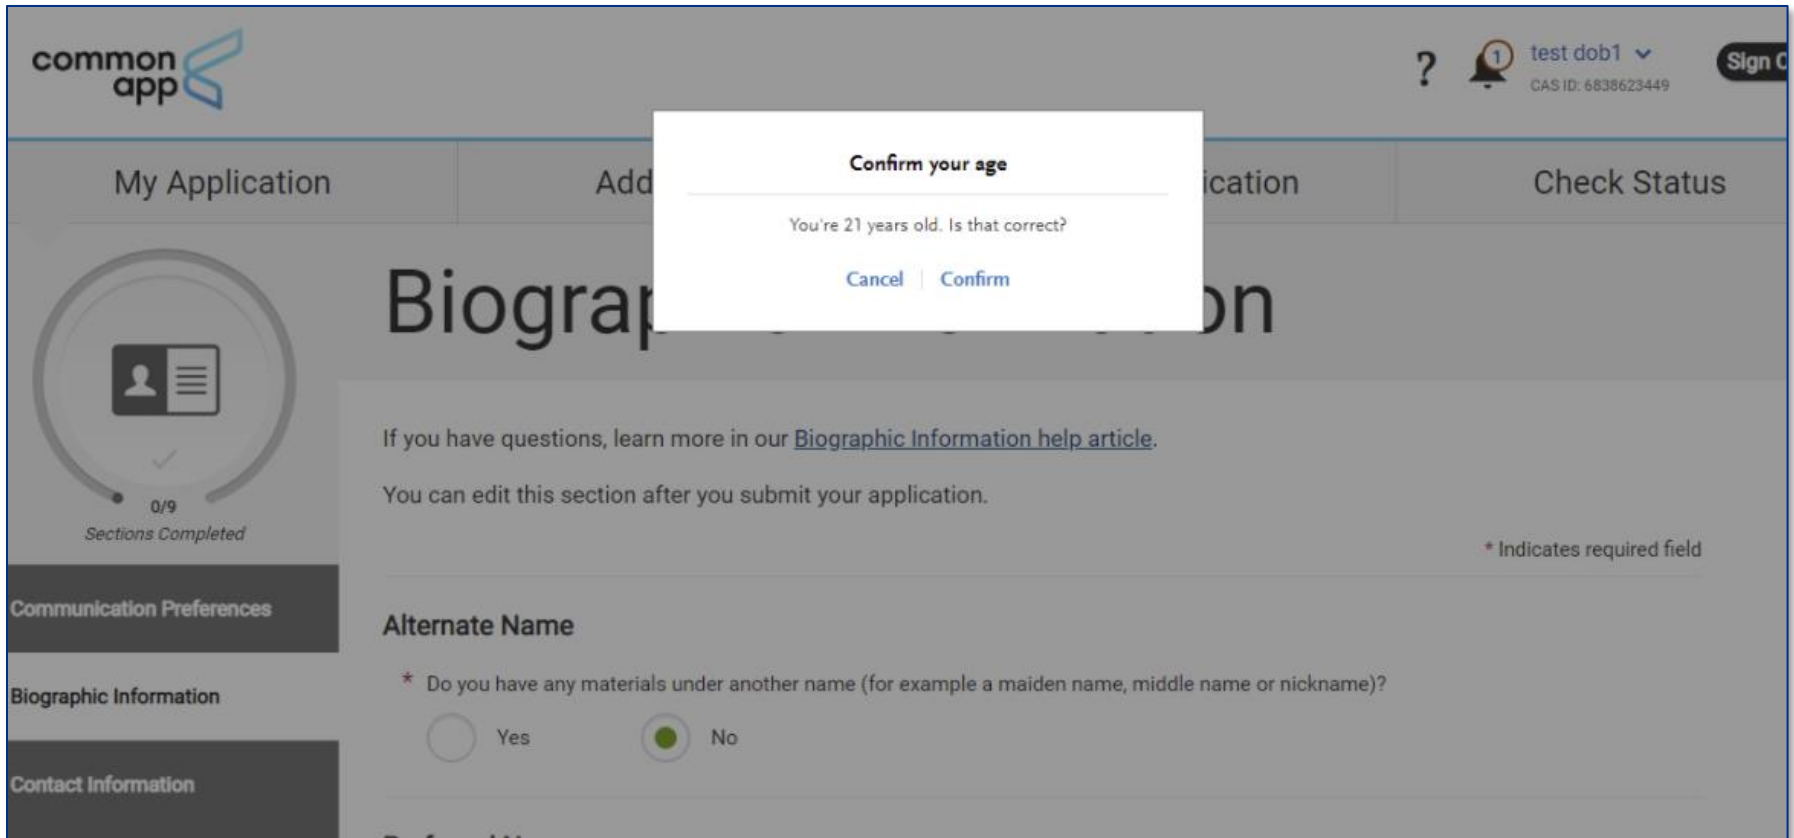 common
app
?
1
test dob1
CAS ID: 6838623449
Sign
My Application
Add
ication
Check Status
Confirm your age
You're 21 years old. Is that correct?
Cancel
Confirm
Biograp
on
0/9
Sections Completed
If you have questions, learn more in our Biographic Information help article.
You can edit this section after you submit your application.
* Indicates required field
Communication Preferences
Biographic Information
Contact Information
Alternate Name
* Do you have any materials under another name (for example a maiden name, middle name or nickname)?
Yes
No